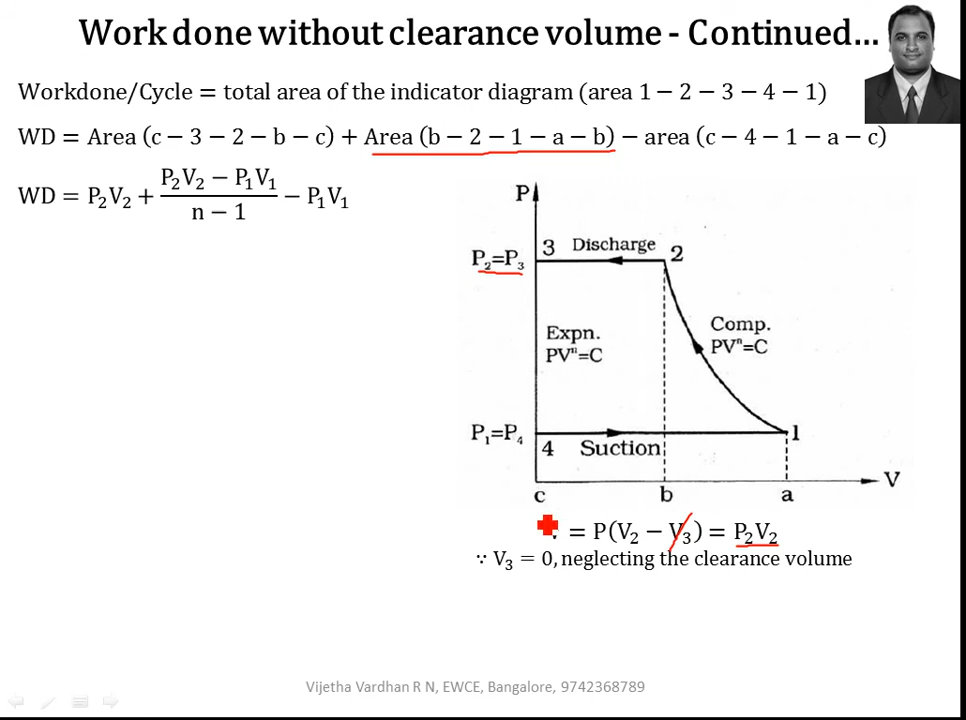 Work done without clearance volume - Continued...
Workdone/Cycle = total area of the indicator diagram (area 1 − 2 − 3 − 4 − 1)
WD = Area (c − 3 − 2 − b − c) + Area (b − 2 − 1 − a − b) − area (c − 4 − 1 − a − c)
WD = P₂V₂ + (P₂V₂ − P₁V₁)/(n − 1) − P₁V₁
P
3 Discharge 2
P₂=P₃
Comp.
Expn.
PVⁿ=C
PVⁿ=C
P₁=P₄
1
4 Suction
V
c b a
= P(V₂ − V₃) = P₂V₂
∵ V₃ = 0, neglecting the clearance volume
Vijetha Vardhan R N, EWCE, Bangalore, 9742368789